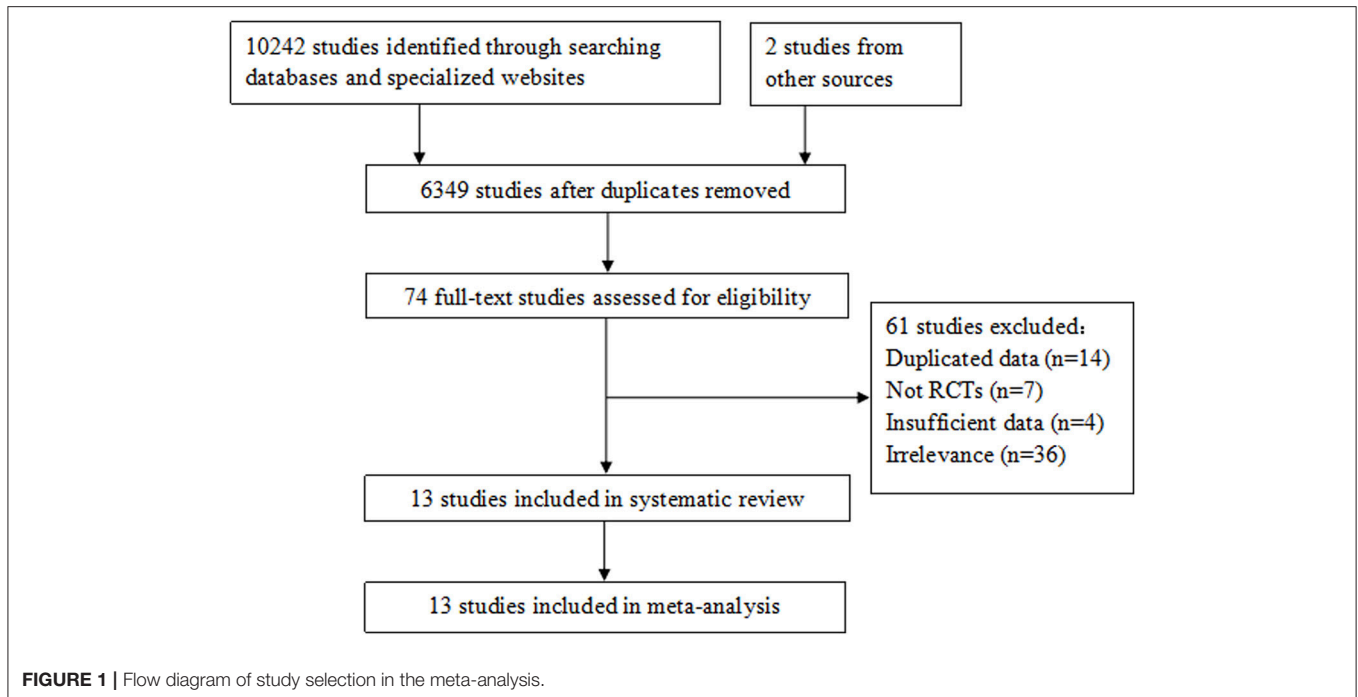 10242 studies identified through searching
databases and specialized websites
2 studies from
other sources
6349 studies after duplicates removed
74 full-text studies assessed for eligibility
61 studies excluded:
Duplicated data (n=14)
Not RCTs (n=7)
Insufficient data (n=4)
Irrelevance (n=36)
13 studies included in systematic review
13 studies included in meta-analysis
FIGURE 1 | Flow diagram of study selection in the meta-analysis.